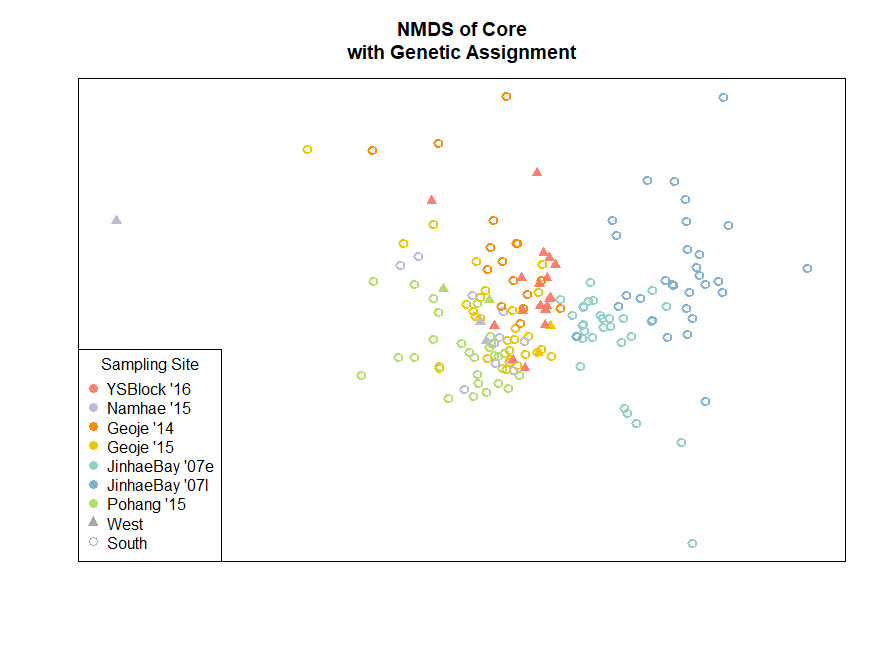 NMDS of Core
with Genetic Assignment
Sampling Site
YSBlock '16
Namhae '15
Geoje '14
Geoje '15
JinhaeBay '07e
JinhaeBay '07l
Pohang '15
West
South